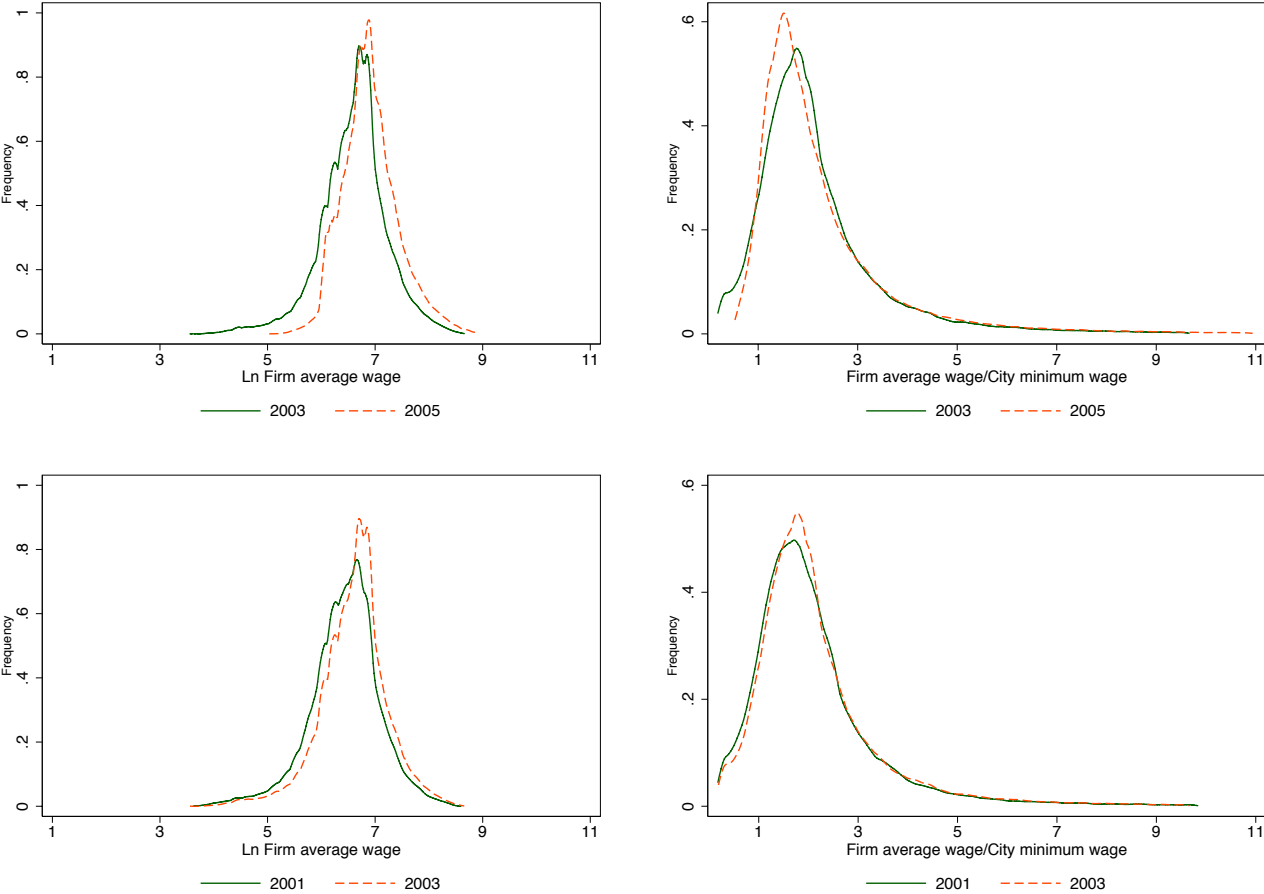 Frequency
0 .2 .4 .6 .8 1
1 3 5 7 9 11
Ln Firm average wage
2003 2005
Frequency
0 .2 .4 .6
1 3 5 7 9 11
Firm average wage/City minimum wage
2003 2005
Frequency
0 .2 .4 .6 .8 1
1 3 5 7 9 11
Ln Firm average wage
2001 2003
Frequency
0 .2 .4 .6
1 3 5 7 9 11
Firm average wage/City minimum wage
2001 2003